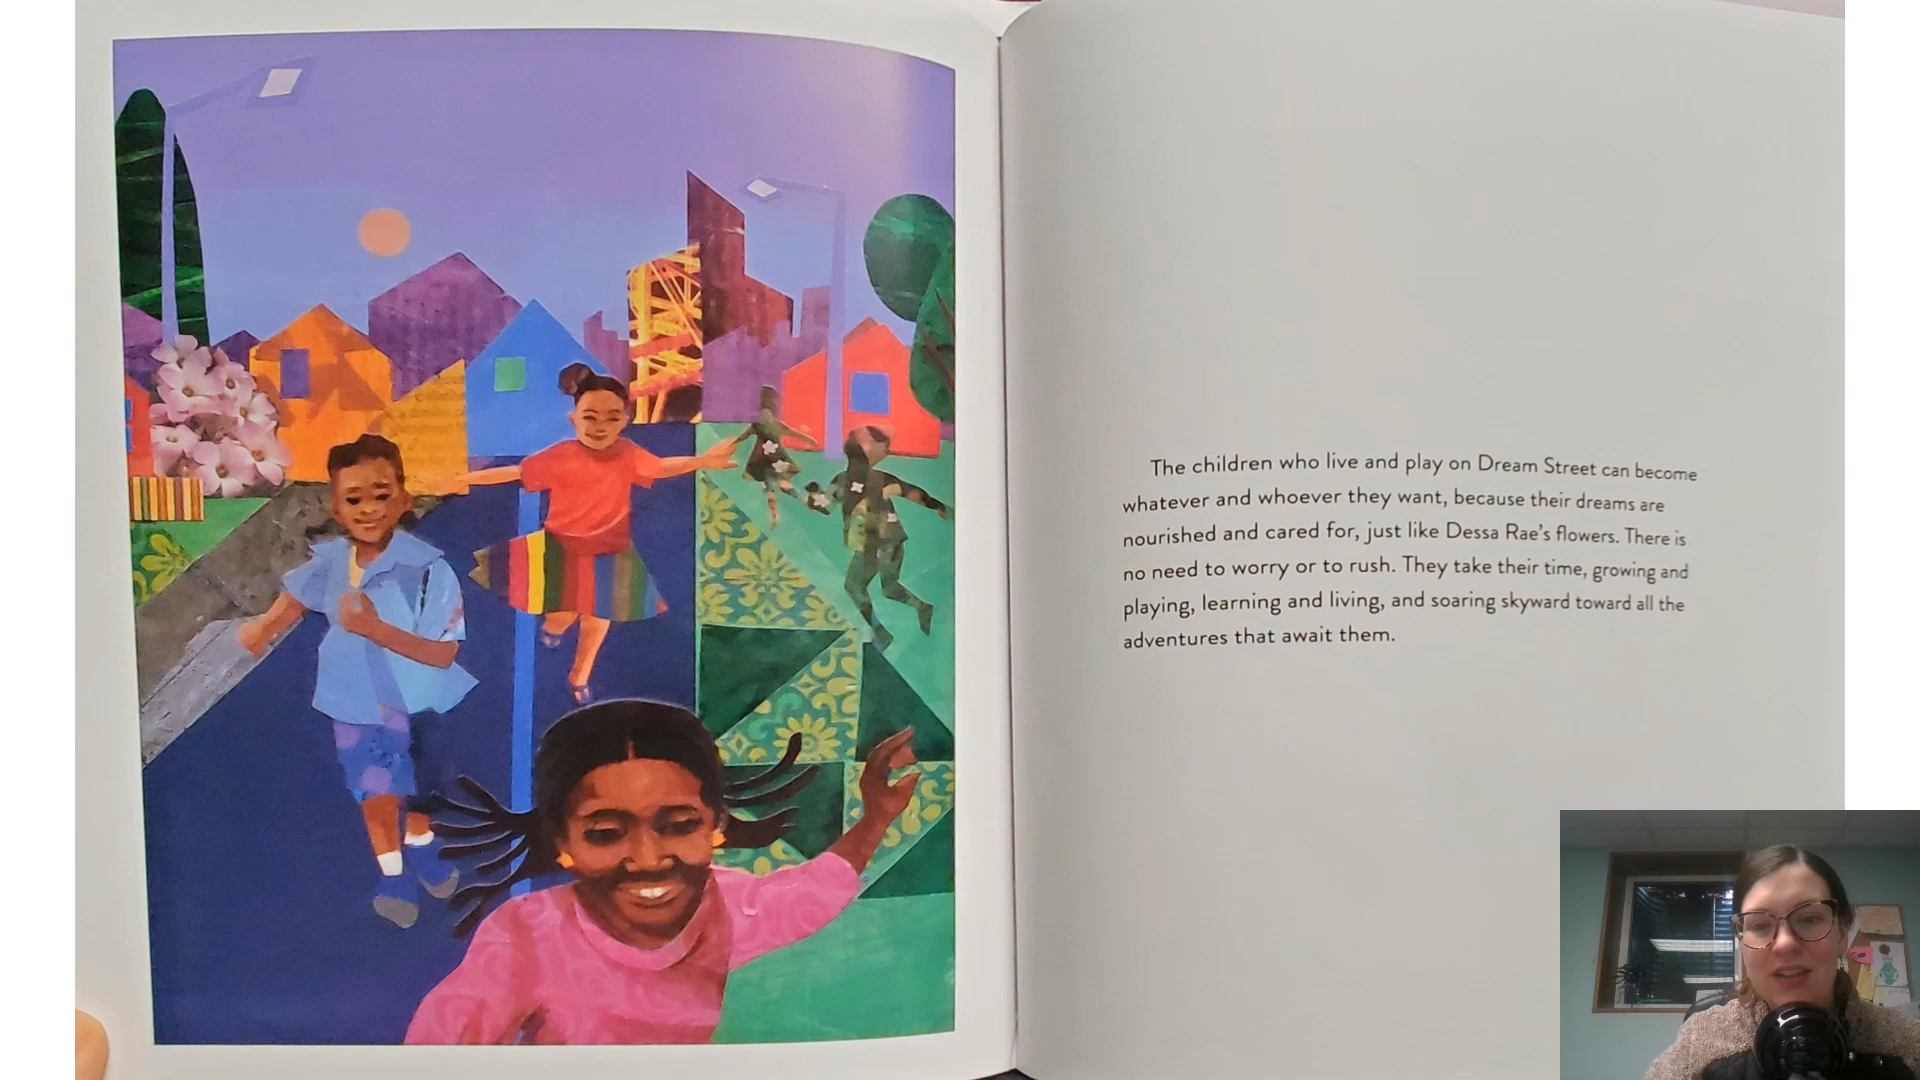 The children who live and play on Dream Street can become
whatever and whoever they want, because their dreams are
nourished and cared for, just like Dessa Rae's flowers. There is
no need to worry or to rush. They take their time, growing and
playing, learning and living, and soaring skyward toward all the
adventures that await them.